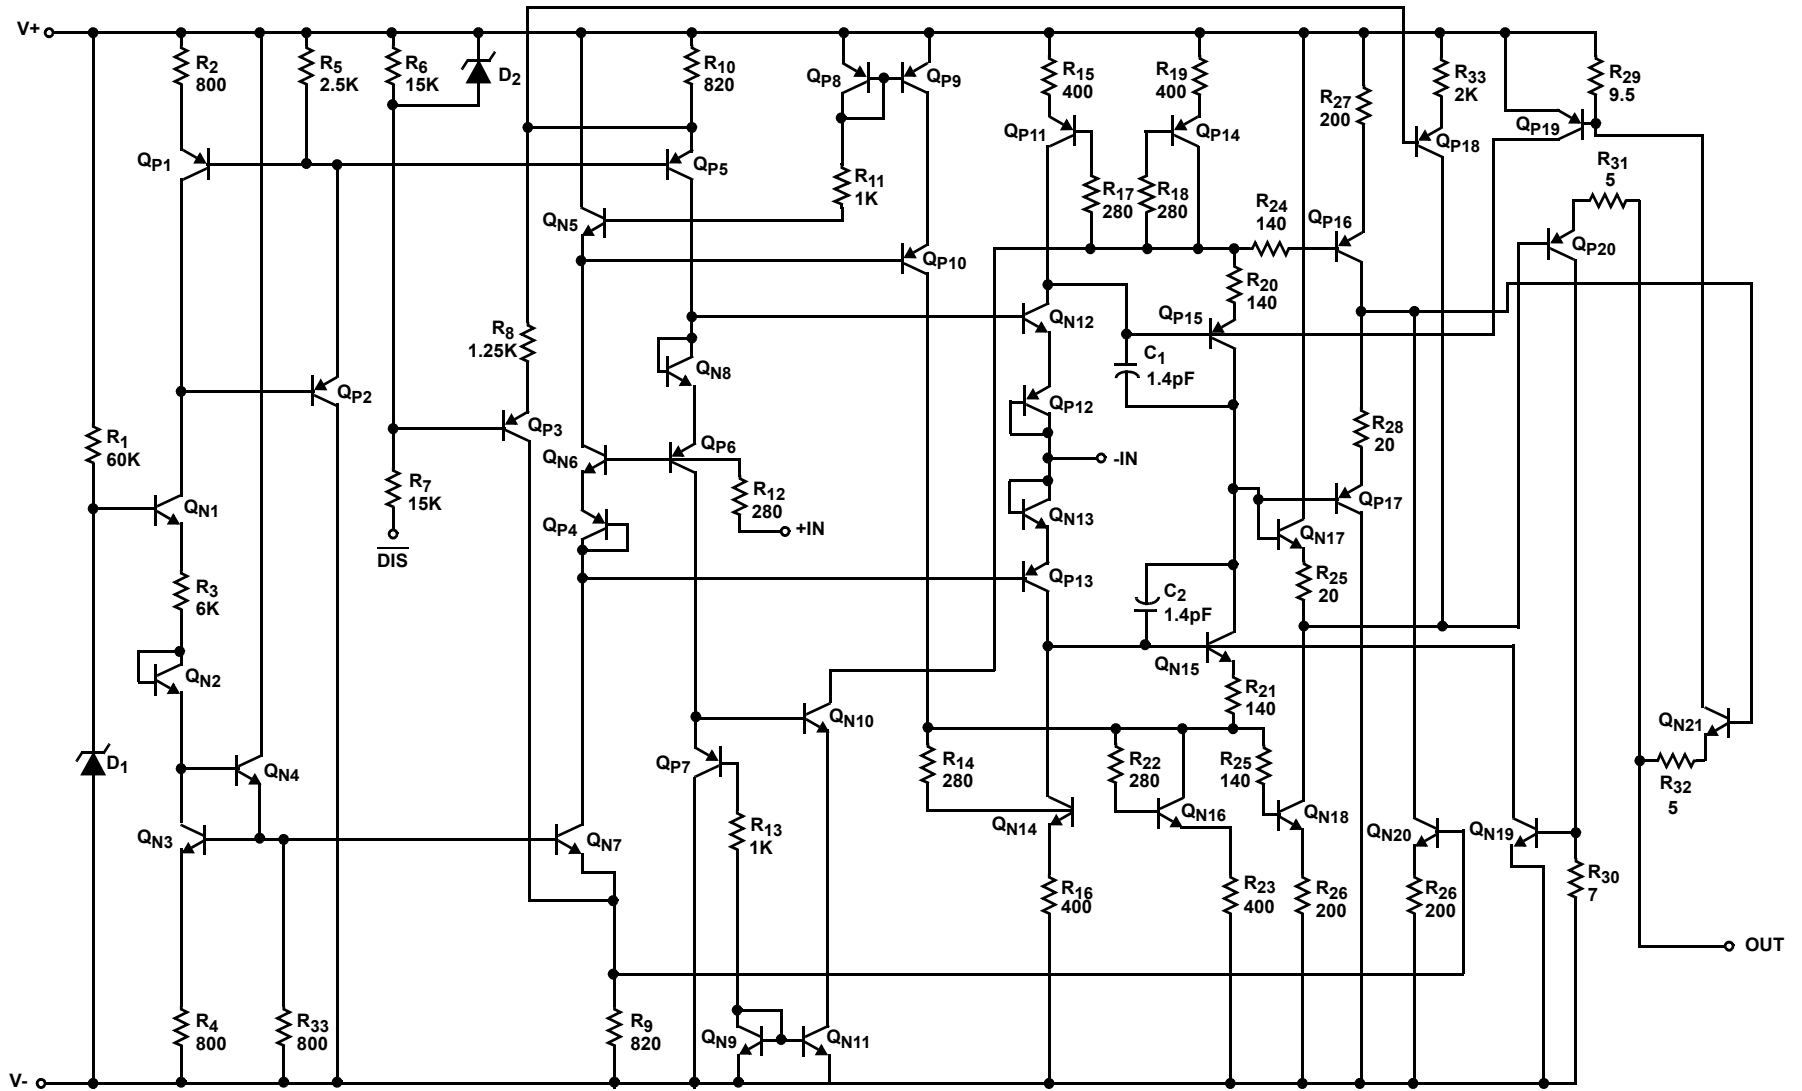 V+
R2
800
R5
2.5K
R6
15K
D2
R10
820
QP8
QP9
R15
400
R19
400
R27
200
R33
2K
R29
9.5
QP1
QP5
QP11
QP14
QP18
QP19
R11
1K
R17
280
R18
280
R31
5
QN5
R24
140
QP16
QP20
QP10
R20
140
QN12
QP15
R8
1.25K
C1
1.4pF
QN8
QP2
QP12
QP3
QP6
R28
20
R1
60K
QN6
-IN
R7
15K
R12
280
QP17
QN1
QP4
+IN
QN13
QN17
DIS
QP13
R25
20
R3
6K
C2
1.4pF
QN2
QN15
R21
140
QN10
QN21
D1
QN4
QP7
R14
280
R22
280
R25
140
R32
5
QN3
QN7
R13
1K
QN14
QN16
QN18
QN20
QN19
R16
400
R23
400
R26
200
R26
200
R30
7
OUT
R4
800
R33
800
R9
820
QN9
QN11
V-